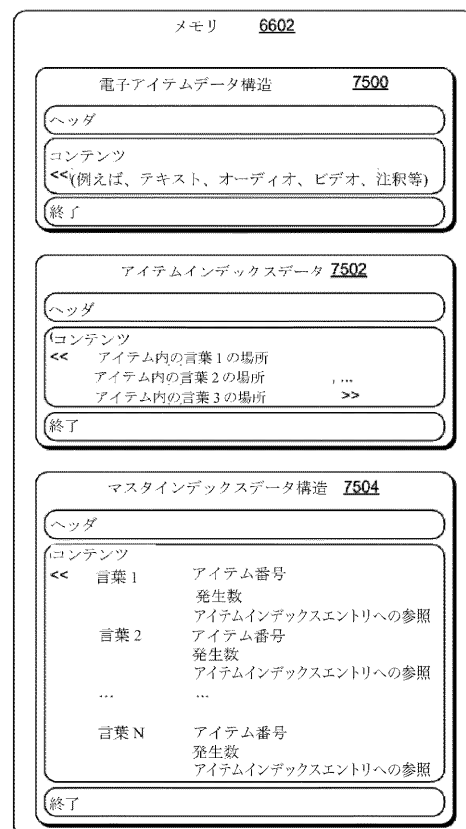 メモリ 6602
電子アイテムデータ構造 7500
ヘッダ
コンテンツ
<<(例えば、テキスト、オーディオ、ビデオ、注釈等)
終了
アイテムインデックスデータ 7502
ヘッダ
コンテンツ
<< アイテム内の言葉1の場所
アイテム内の言葉2の場所 , ...
アイテム内の言葉3の場所 >>
終了
マスタインデックスデータ構造 7504
ヘッダ
コンテンツ
<< 言葉1 アイテム番号
発生数
アイテムインデックスエントリへの参照
言葉2 アイテム番号
発生数
アイテムインデックスエントリへの参照
... ...
言葉N アイテム番号
発生数
アイテムインデックスエントリへの参照
終了